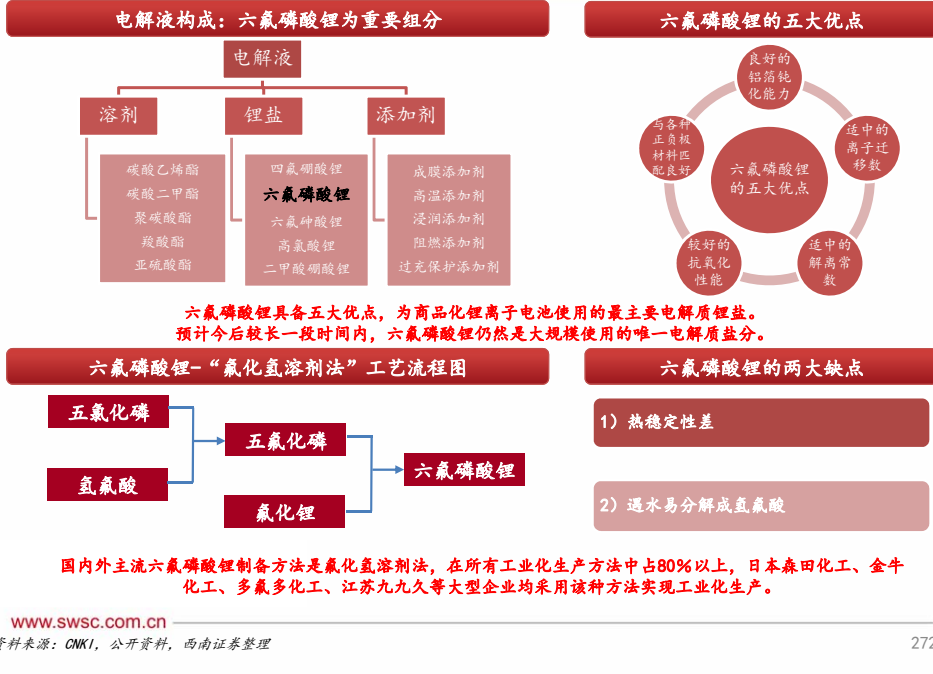 电解液构成：六氟磷酸锂为重要组分
六氟磷酸锂的五大优点
电解液
溶剂
锂盐
添加剂
碳酸乙烯酯
碳酸二甲酯
聚碳酸酯
羧酸酯
亚硫酸酯
四氟硼酸锂
六氟磷酸锂
六氟砷酸锂
高氯酸锂
二甲酸硼酸锂
成膜添加剂
高温添加剂
浸润添加剂
阻燃添加剂
过充保护添加剂
良好的
铝箔钝
化能力
与各种
正负极
材料匹
配良好
适中的
离子迁
移数
六氟磷酸锂
的五大优点
较好的
抗氧化
性能
适中的
解离常
数
六氟磷酸锂具备五大优点，为商品化锂离子电池使用的最主要电解质锂盐。
预计今后较长一段时间内，六氟磷酸锂仍然是大规模使用的唯一电解质盐分。
六氟磷酸锂-“氟化氢溶剂法”工艺流程图
六氟磷酸锂的两大缺点
五氯化磷
氢氟酸
五氟化磷
氟化锂
六氟磷酸锂
1）热稳定性差
2）遇水易分解成氢氟酸
国内外主流六氟磷酸锂制备方法是氟化氢溶剂法，在所有工业化生产方法中占80%以上，日本森田化工、金牛
化工、多氟多化工、江苏九九久等大型企业均采用该种方法实现工业化生产。
www.swsc.com.cn
资料来源：CNKI，公开资料，西南证券整理
272